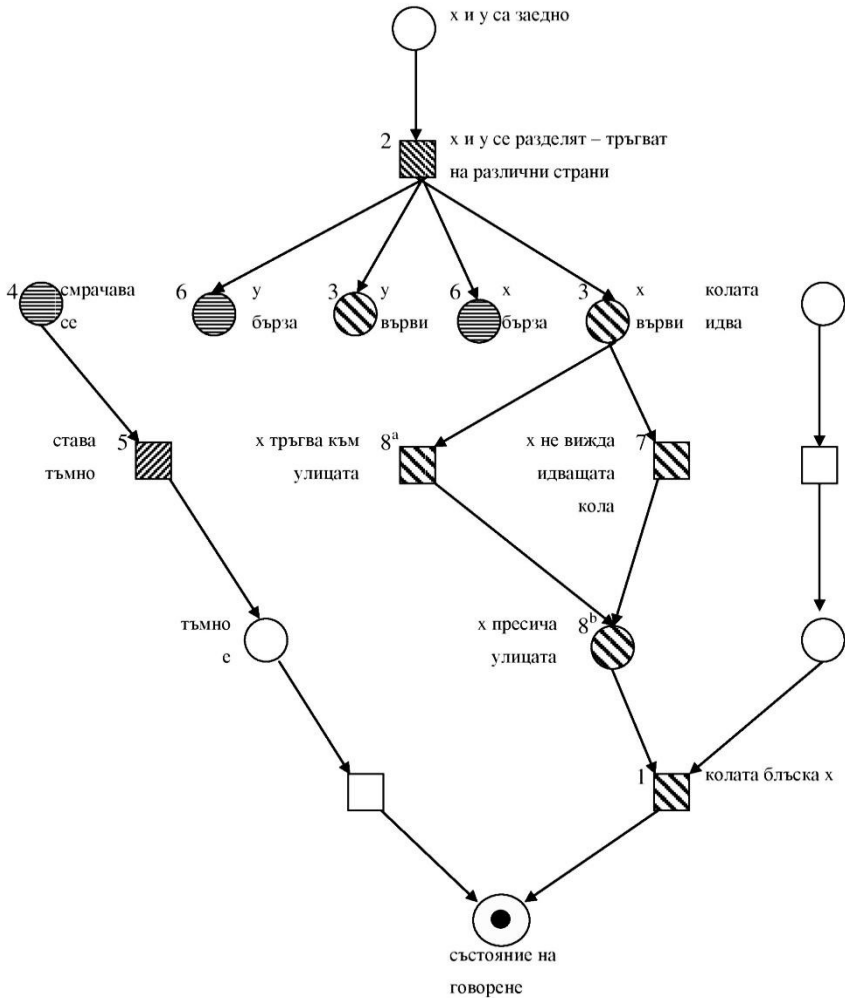 х и у са заедно
2 х и у се разделят – тръгват
на различни страни
4 смрачава
се
6 у
бърза
3 у
върви
6 х
бърза
3 х
върви
колата
идва
става
тъмно
5
х тръгва към
улицата
8ᵃ
х не вижда
идващата
кола
7
тъмно
е
х пресича
улицата
8ᵇ
1 колата блъска х
състояние на
говорене